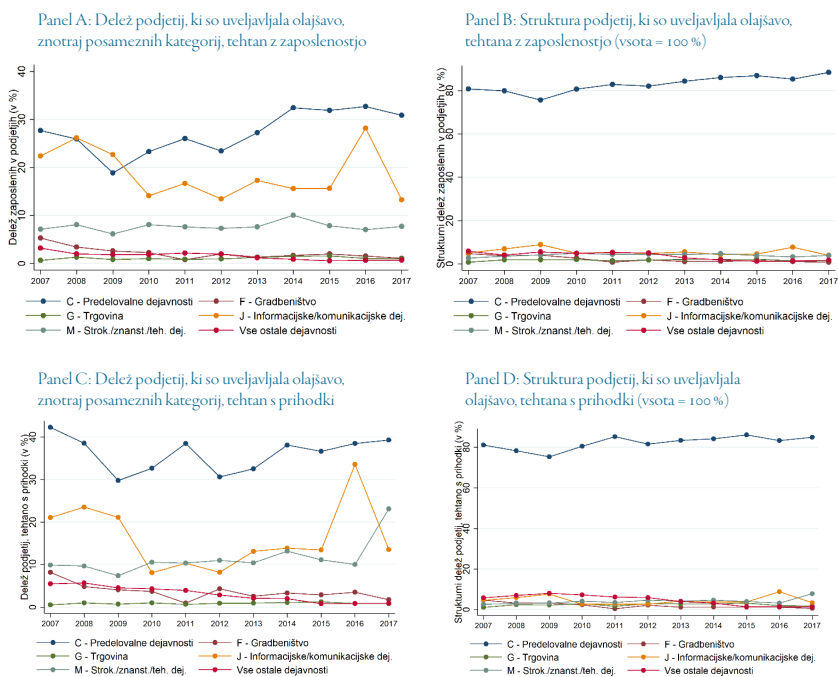 Panel A: Delež podjetij, ki so uveljavljala olajšavo,
znotraj posameznih kategorij, tehtan z zaposlenostjo
Delež zaposlenih v podjetjih (v %)
40
30
20
10
0
2007 2008 2009 2010 2011 2012 2013 2014 2015 2016 2017
C - Predelovalne dejavnosti F - Gradbeništvo
G - Trgovina J - Informacijske/komunikacijske dej.
M - Strok./znanst./teh. dej. Vse ostale dejavnosti
Panel B: Struktura podjetij, ki so uveljavljala olajšavo,
tehtana z zaposlenostjo (vsota = 100 %)
Strukturni delež zaposlenih v podjetjih (v %)
80
60
40
20
0
2007 2008 2009 2010 2011 2012 2013 2014 2015 2016 2017
C - Predelovalne dejavnosti F - Gradbeništvo
G - Trgovina J - Informacijske/komunikacijske dej.
M - Strok./znanst./teh. dej. Vse ostale dejavnosti
Panel C: Delež podjetij, ki so uveljavljala olajšavo,
znotraj posameznih kategorij, tehtan s prihodki
Delež podjetij, tehtano s prihodki (v %)
40
30
20
10
0
2007 2008 2009 2010 2011 2012 2013 2014 2015 2016 2017
C - Predelovalne dejavnosti F - Gradbeništvo
G - Trgovina J - Informacijske/komunikacijske dej.
M - Strok./znanst./teh. dej. Vse ostale dejavnosti
Panel D: Struktura podjetij, ki so uveljavljala
olajšavo, tehtana s prihodki (vsota = 100 %)
Strukturni delež podjetij, tehtano s prihodki (v %)
80
60
40
20
0
2007 2008 2009 2010 2011 2012 2013 2014 2015 2016 2017
C - Predelovalne dejavnosti F - Gradbeništvo
G - Trgovina J - Informacijske/komunikacijske dej.
M - Strok./znanst./teh. dej. Vse ostale dejavnosti